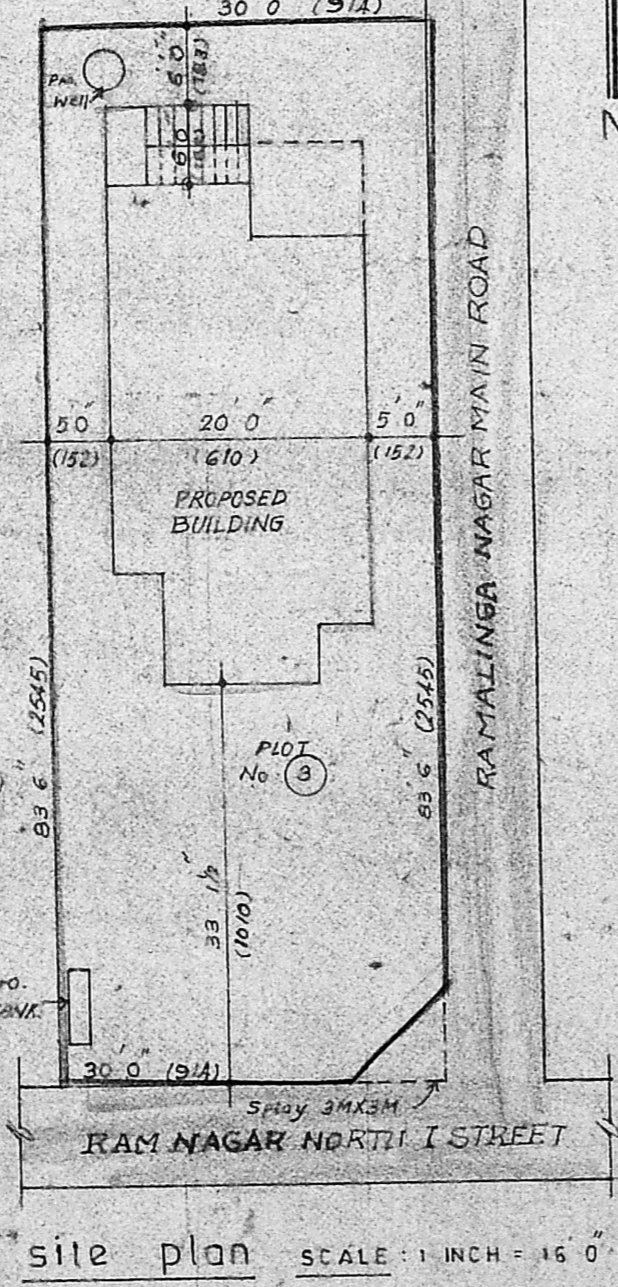 30' 0" (914)
6' 0"
(183)
Pro.
Well
6' 0"
RAMALINGA NAGAR MAIN ROAD
5' 0"
(152)
20' 0"
(610)
5' 0"
(152)
PROPOSED
BUILDING
83' 6" (2545)
83' 6" (2545)
PLOT
No 3
33' 1½"
(1010)
30' 0" (914)
Splay 3MX3M
RAM NAGAR NORTH I STREET
site plan SCALE : 1 INCH = 16' 0"